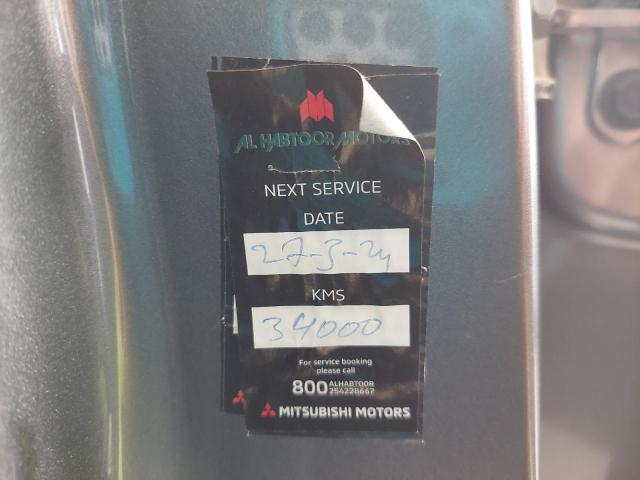 AL HABTOOR MOTORS
NEXT SERVICE
DATE
27-3-24
KMS
34000
For service booking
please call
800 ALHABTOOR
254228667
MITSUBISHI MOTORS